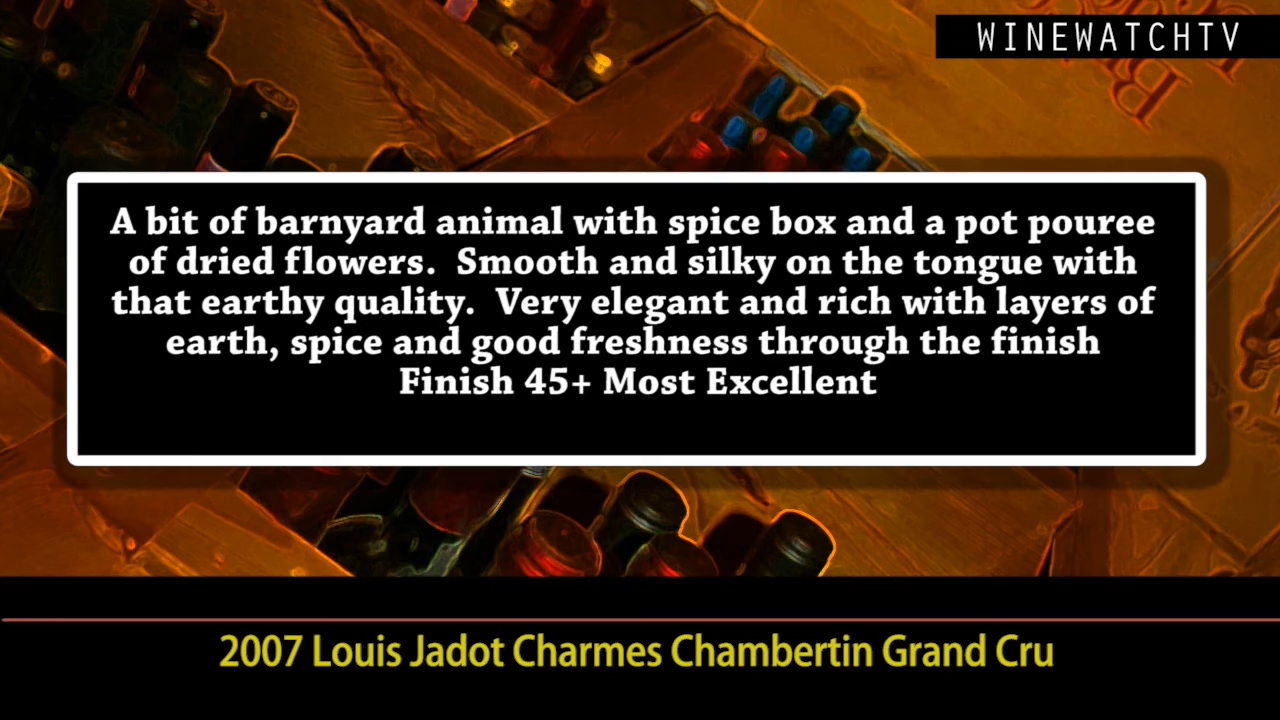 WINEWATCHTV
A bit of barnyard animal with spice box and a pot pouree
of dried flowers.  Smooth and silky on the tongue with
that earthy quality.  Very elegant and rich with layers of
earth, spice and good freshness through the finish
Finish 45+ Most Excellent
2007 Louis Jadot Charmes Chambertin Grand Cru